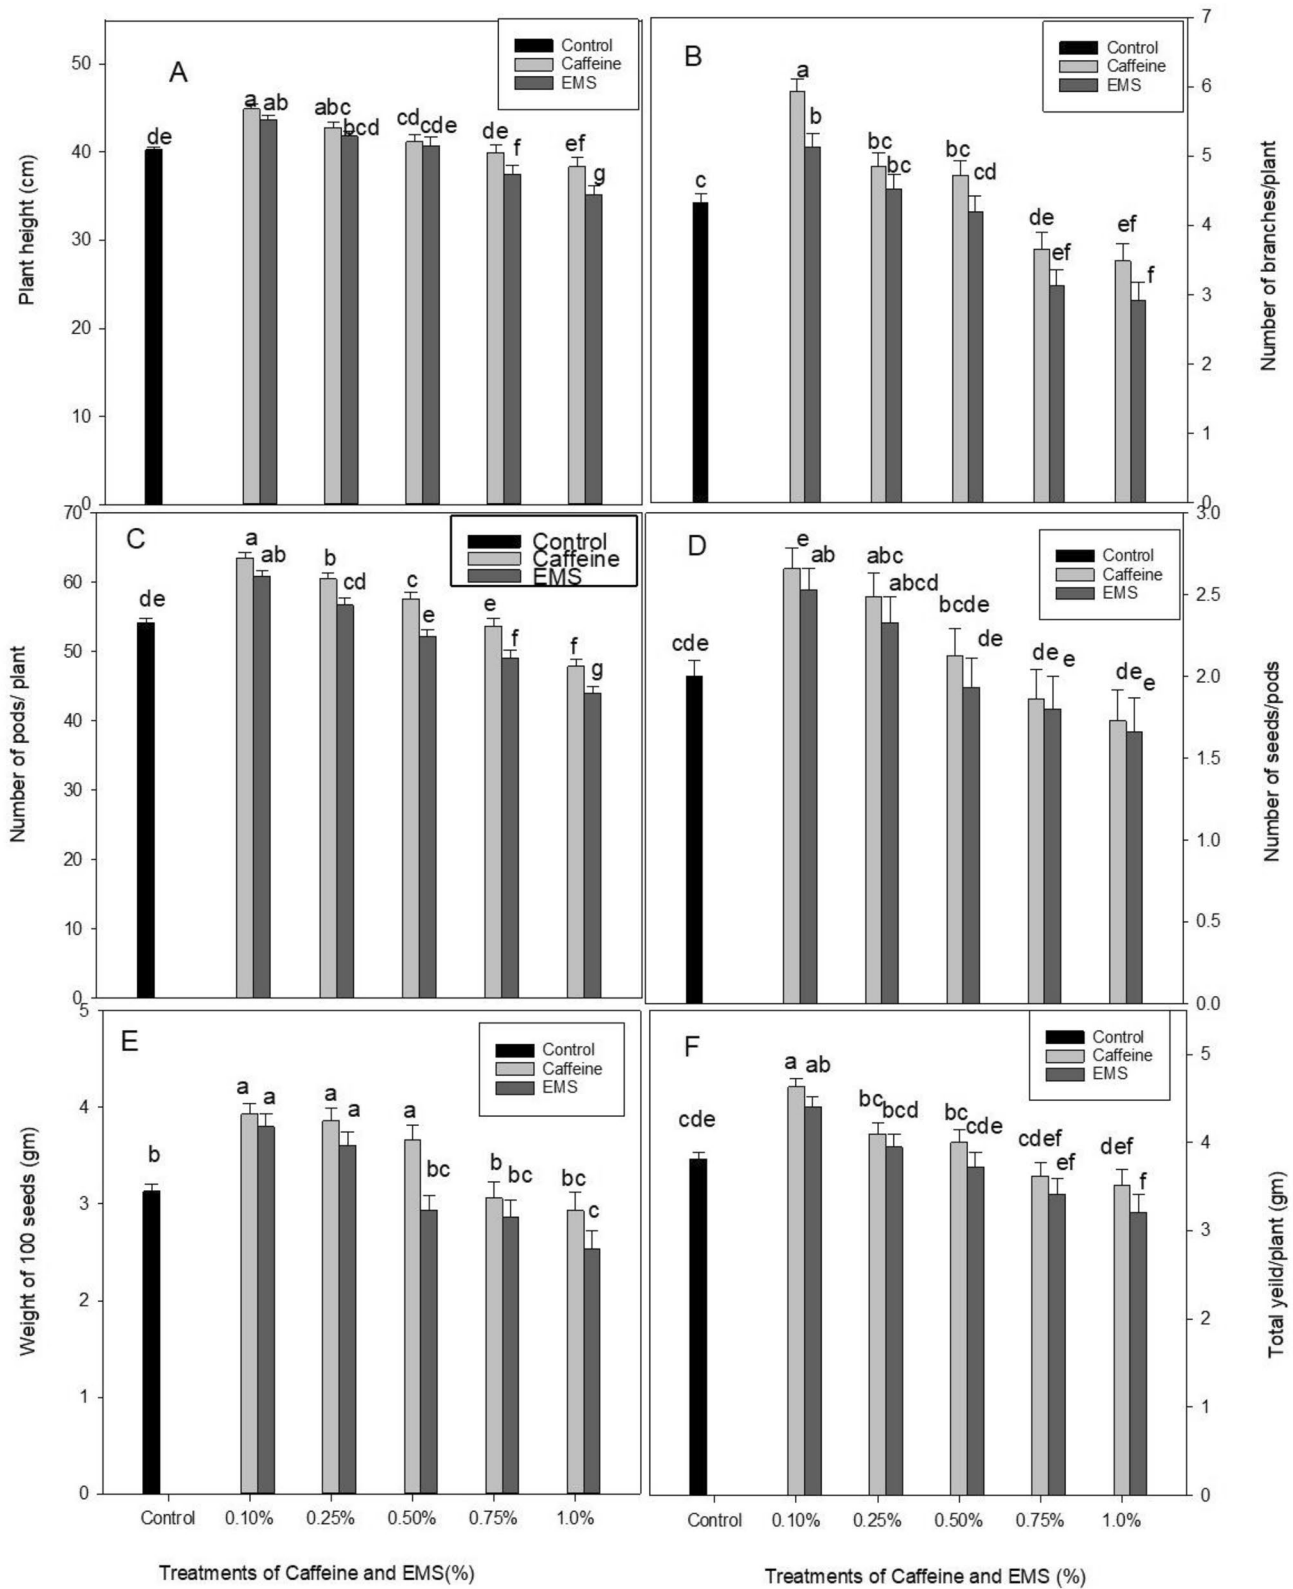 A
Control
Caffeine
EMS
Plant height (cm)
50
40
30
20
10
0
de
a
ab
abc
bcd
cd
cde
de
f
ef
g
B
Control
Caffeine
EMS
Number of branches/plant
7
6
5
4
3
2
1
0
c
a
b
bc
bc
bc
cd
de
ef
ef
f
C
Control
Caffeine
EMS
Number of pods/ plant
70
60
50
40
30
20
10
0
de
a
ab
b
cd
c
e
e
f
f
g
D
Control
Caffeine
EMS
Number of seeds/pods
3.0
2.5
2.0
1.5
1.0
0.5
0.0
cde
e
ab
abc
abcd
bcde
de
de
e
de
e
E
Control
Caffeine
EMS
Weight of 100 seeds (gm)
5
4
3
2
1
0
b
a
a
a
a
a
bc
b
bc
bc
c
Control 0.10% 0.25% 0.50% 0.75% 1.0%
Treatments of Caffeine and EMS(%)
F
Control
Caffeine
EMS
Total yeild/plant (gm)
5
4
3
2
1
0
cde
a
ab
bc
bcd
bc
cde
cdef
ef
def
f
Control 0.10% 0.25% 0.50% 0.75% 1.0%
Treatments of Caffeine and EMS (%)